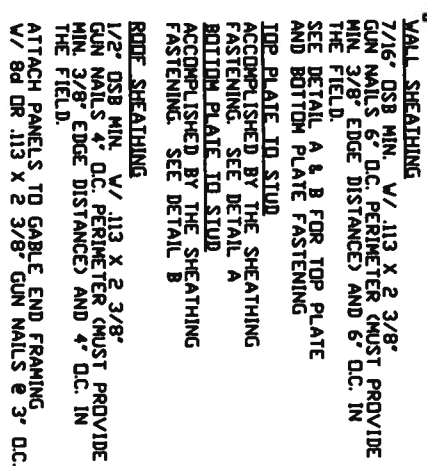 WALL SHEATHING
7/16" OSB MIN. W/ .113 X 2 3/8"
GUN NAILS 6" O.C. PERIMETER (MUST PROVIDE
MIN. 3/8" EDGE DISTANCE) AND 6" O.C. IN
THE FIELD.
SEE DETAIL A & B FOR TOP PLATE
AND BOTTOM PLATE FASTENING
TOP PLATE TO STUD
ACCOMPLISHED BY THE SHEATHING
FASTENING. SEE DETAIL A
BOTTOM PLATE TO STUD
ACCOMPLISHED BY THE SHEATHING
FASTENING. SEE DETAIL B
ROOF SHEATHING
1/2" OSB MIN. W/ .113 X 2 3/8"
GUN NAILS 4" O.C. PERIMETER (MUST PROVIDE
MIN. 3/8" EDGE DISTANCE) AND 4" O.C. IN
THE FIELD.
ATTACH PANELS TO GABLE END FRAMING
W/ 8d OR .113 X 2 3/8" GUN NAILS @ 3" O.C.